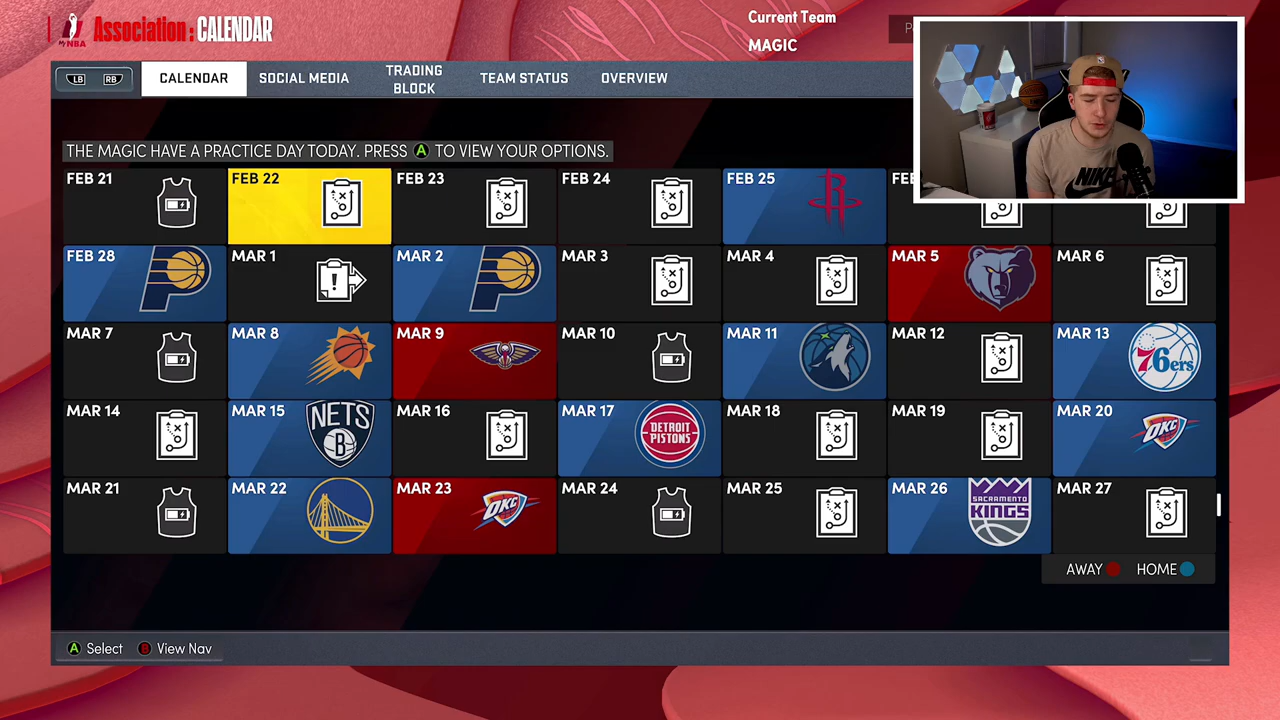 MyNBA Association: CALENDAR
Current Team
MAGIC
LB RB CALENDAR SOCIAL MEDIA TRADING BLOCK TEAM STATUS OVERVIEW
THE MAGIC HAVE A PRACTICE DAY TODAY. PRESS A TO VIEW YOUR OPTIONS.
FEB 21 FEB 22 FEB 23 FEB 24 FEB 25
FEB 28 MAR 1 MAR 2 MAR 3 MAR 4 MAR 5 MAR 6
MAR 7 MAR 8 MAR 9 MAR 10 MAR 11 MAR 12 MAR 13
76ers
MAR 14 MAR 15 MAR 16 MAR 17 MAR 18 MAR 19 MAR 20
NETS B DETROIT PISTONS OKC
MAR 21 MAR 22 MAR 23 MAR 24 MAR 25 MAR 26 MAR 27
OKC SACRAMENTO KINGS
AWAY HOME
A Select B View Nav
NIKE